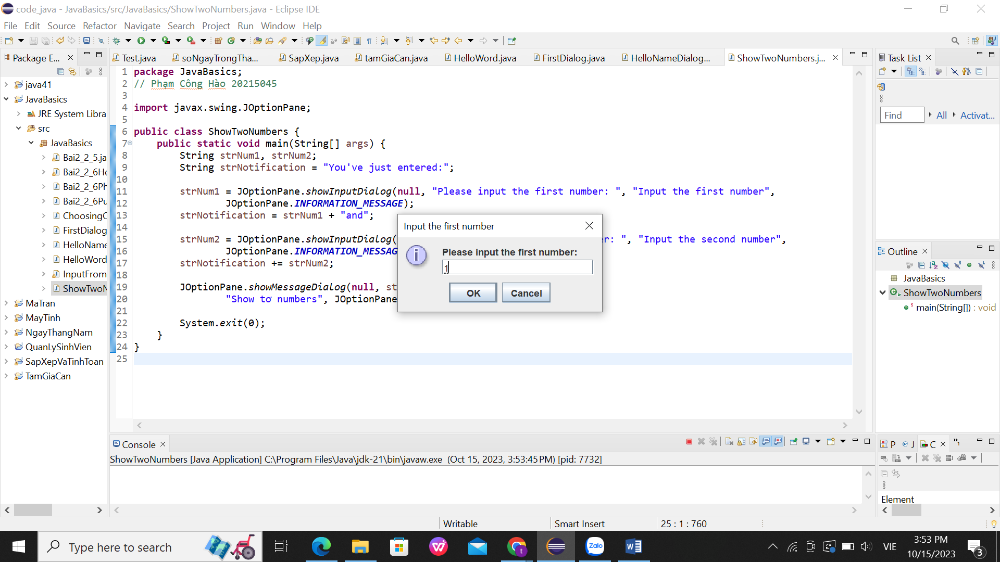 code_java - JavaBasics/src/JavaBasics/ShowTwoNumbers.java - Eclipse IDE
File Edit Source Refactor Navigate Search Project Run Window Help
Package E...
Test.java soNgayTrongTha... SapXep.java tamGiaCan.java HelloWord.java FirstDialog.java HelloNameDialog... ShowTwoNumbers.j...
Task List
java41
JavaBasics
JRE System Libra
src
JavaBasics
Bai2_2_5.ja
Bai2_2_6He
Bai2_2_6Ph
Bai2_2_6Pu
ChoosingC
FirstDialog
HelloName
HelloWord
InputFrom
ShowTwoN
MaTran
MayTinh
NgayThangNam
QuanLySinhVien
SapXepVaTinhToan
TamGiaCan
1 package JavaBasics;
2 // Phạm Công Hào 20215045
3
4 import javax.swing.JOptionPane;
5
6 public class ShowTwoNumbers {
7 public static void main(String[] args) {
8 String strNum1, strNum2;
9 String strNotification = "You've just entered:";
10
11 strNum1 = JOptionPane.showInputDialog(null, "Please input the first number: ", "Input the first number",
12 JOptionPane.INFORMATION_MESSAGE);
13 strNotification = strNum1 + "and";
14
15 strNum2 = JOptionPane.showInputDialog( r: ", "Input the second number",
16 JOptionPane.INFORMATION_MESSAG
17 strNotification += strNum2;
18
19 JOptionPane.showMessageDialog(null, st
20 "Show tơ numbers", JOptionPane
21
22 System.exit(0);
23 }
24 }
25
Input the first number
Please input the first number:
1
OK Cancel
Find All Activat...
Outline
JavaBasics
ShowTwoNumbers
main(String[]) : void
Console
ShowTwoNumbers [Java Application] C:\Program Files\Java\jdk-21\bin\javaw.exe (Oct 15, 2023, 3:53:45 PM) [pid: 7732]
P @ J C »1
Element
Writable Smart Insert 25 : 1 : 760
Type here to search
Zalo
VIE
3:53 PM
10/15/2023
3